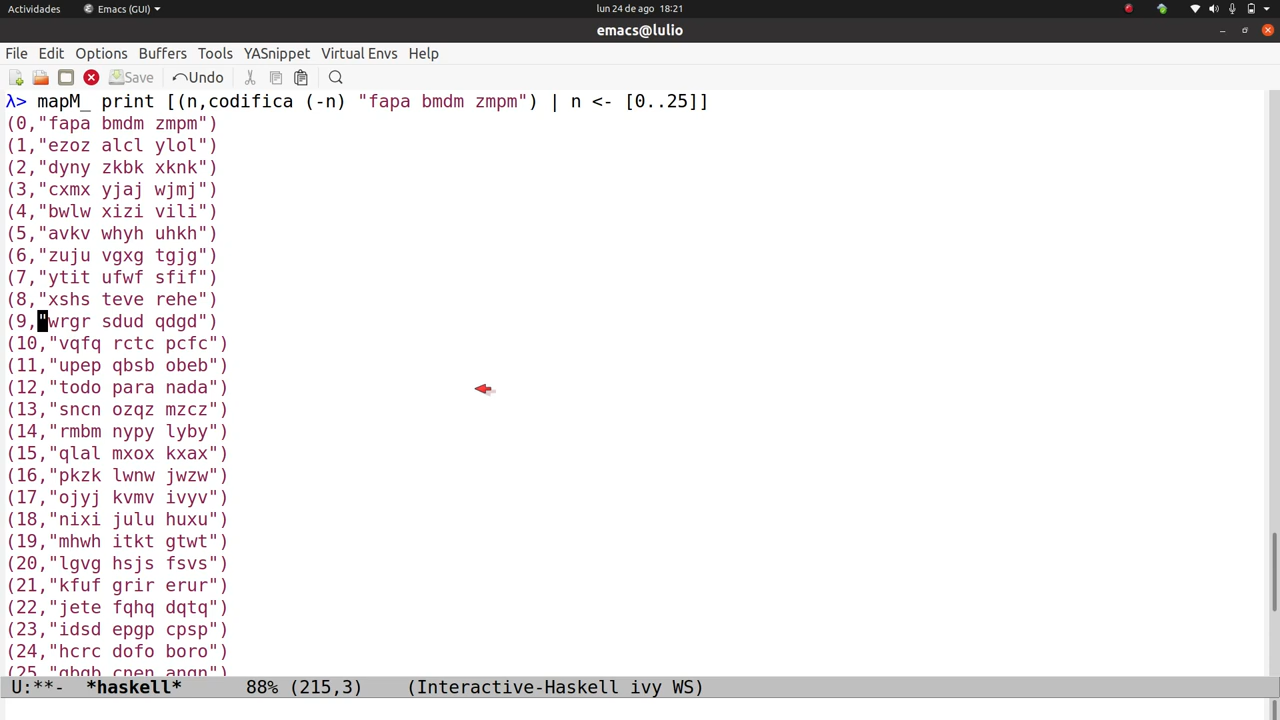 Actividades Emacs (GUI) lun 24 de ago 18:21
emacs@lulio
File Edit Options Buffers Tools YASnippet Virtual Envs Help
Save Undo
λ> mapM_ print [(n,codifica (-n) "fapa bmdm zmpm") | n <- [0..25]]
(0,"fapa bmdm zmpm")
(1,"ezoz alcl ylol")
(2,"dyny zkbk xknk")
(3,"cxmx yjaj wjmj")
(4,"bwlw xizi vili")
(5,"avkv whyh uhkh")
(6,"zuju vgxg tgjg")
(7,"ytit ufwf sfif")
(8,"xshs teve rehe")
(9,"wrgr sdud qdgd")
(10,"vqfq rctc pcfc")
(11,"upep qbsb obeb")
(12,"todo para nada")
(13,"sncn ozqz mzcz")
(14,"rmbm nypy lyby")
(15,"qlal mxox kxax")
(16,"pkzk lwnw jwzw")
(17,"ojyj kvmv ivyv")
(18,"nixi julu huxu")
(19,"mhwh itkt gtwt")
(20,"lgvg hsjs fsvs")
(21,"kfuf grir erur")
(22,"jete fqhq dqtq")
(23,"idsd epgp cpsp")
(24,"hcrc dofo boro")
(25,"gbgb cnen angn")
U:**- *haskell* 88% (215,3) (Interactive-Haskell ivy WS)